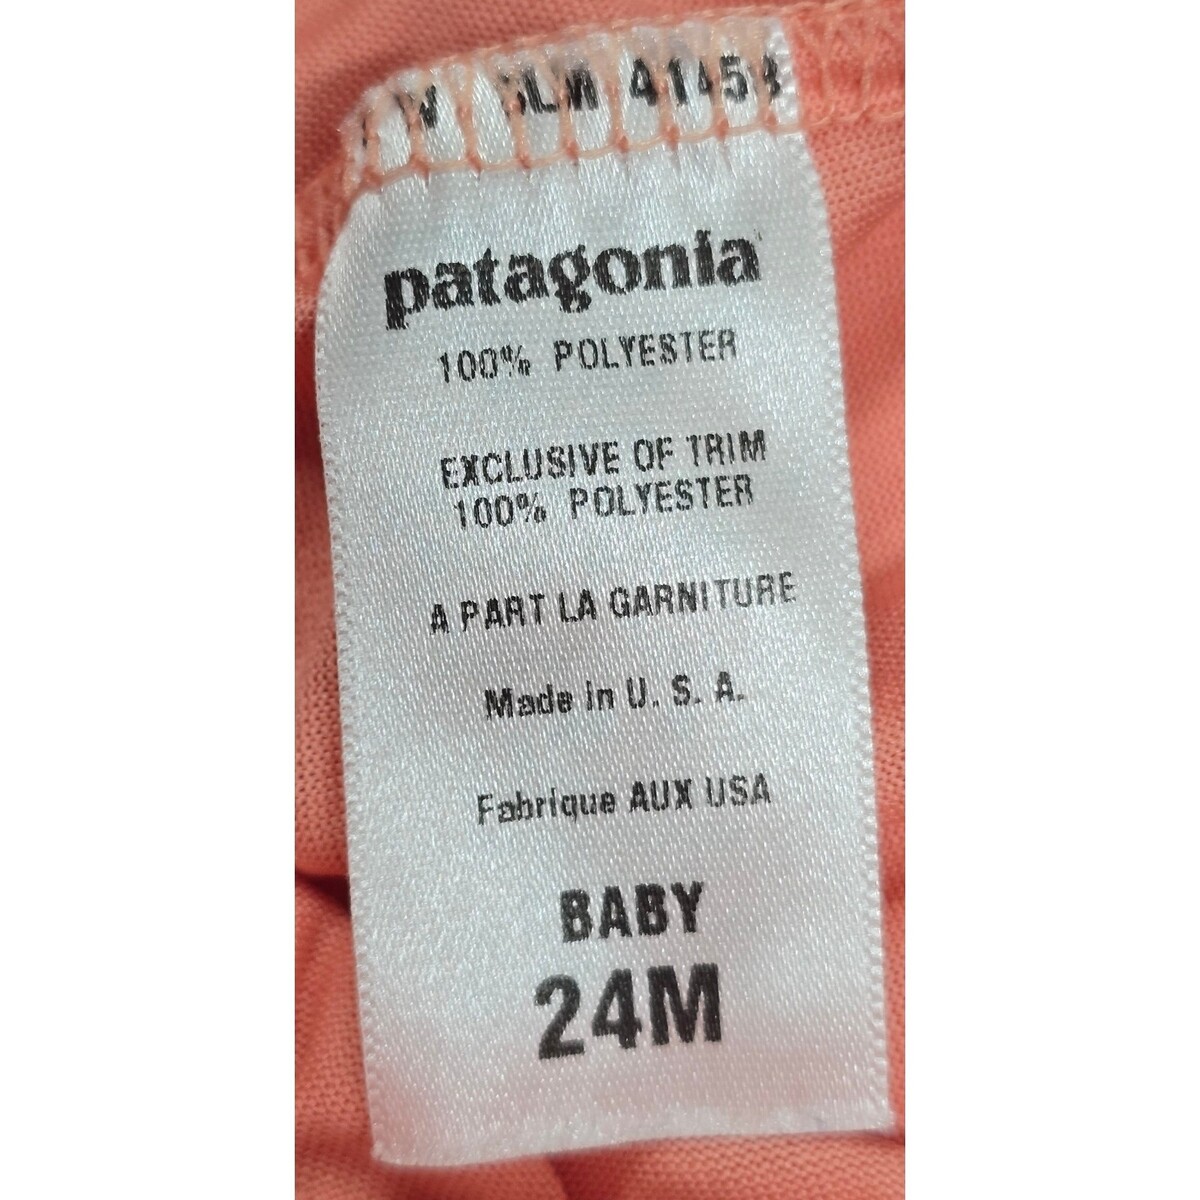 patagonia
100% POLYESTER
EXCLUSIVE OF TRIM
100% POLYESTER
A PART LA GARNITURE
Made in U. S. A.
Fabrique AUX USA
BABY
24M